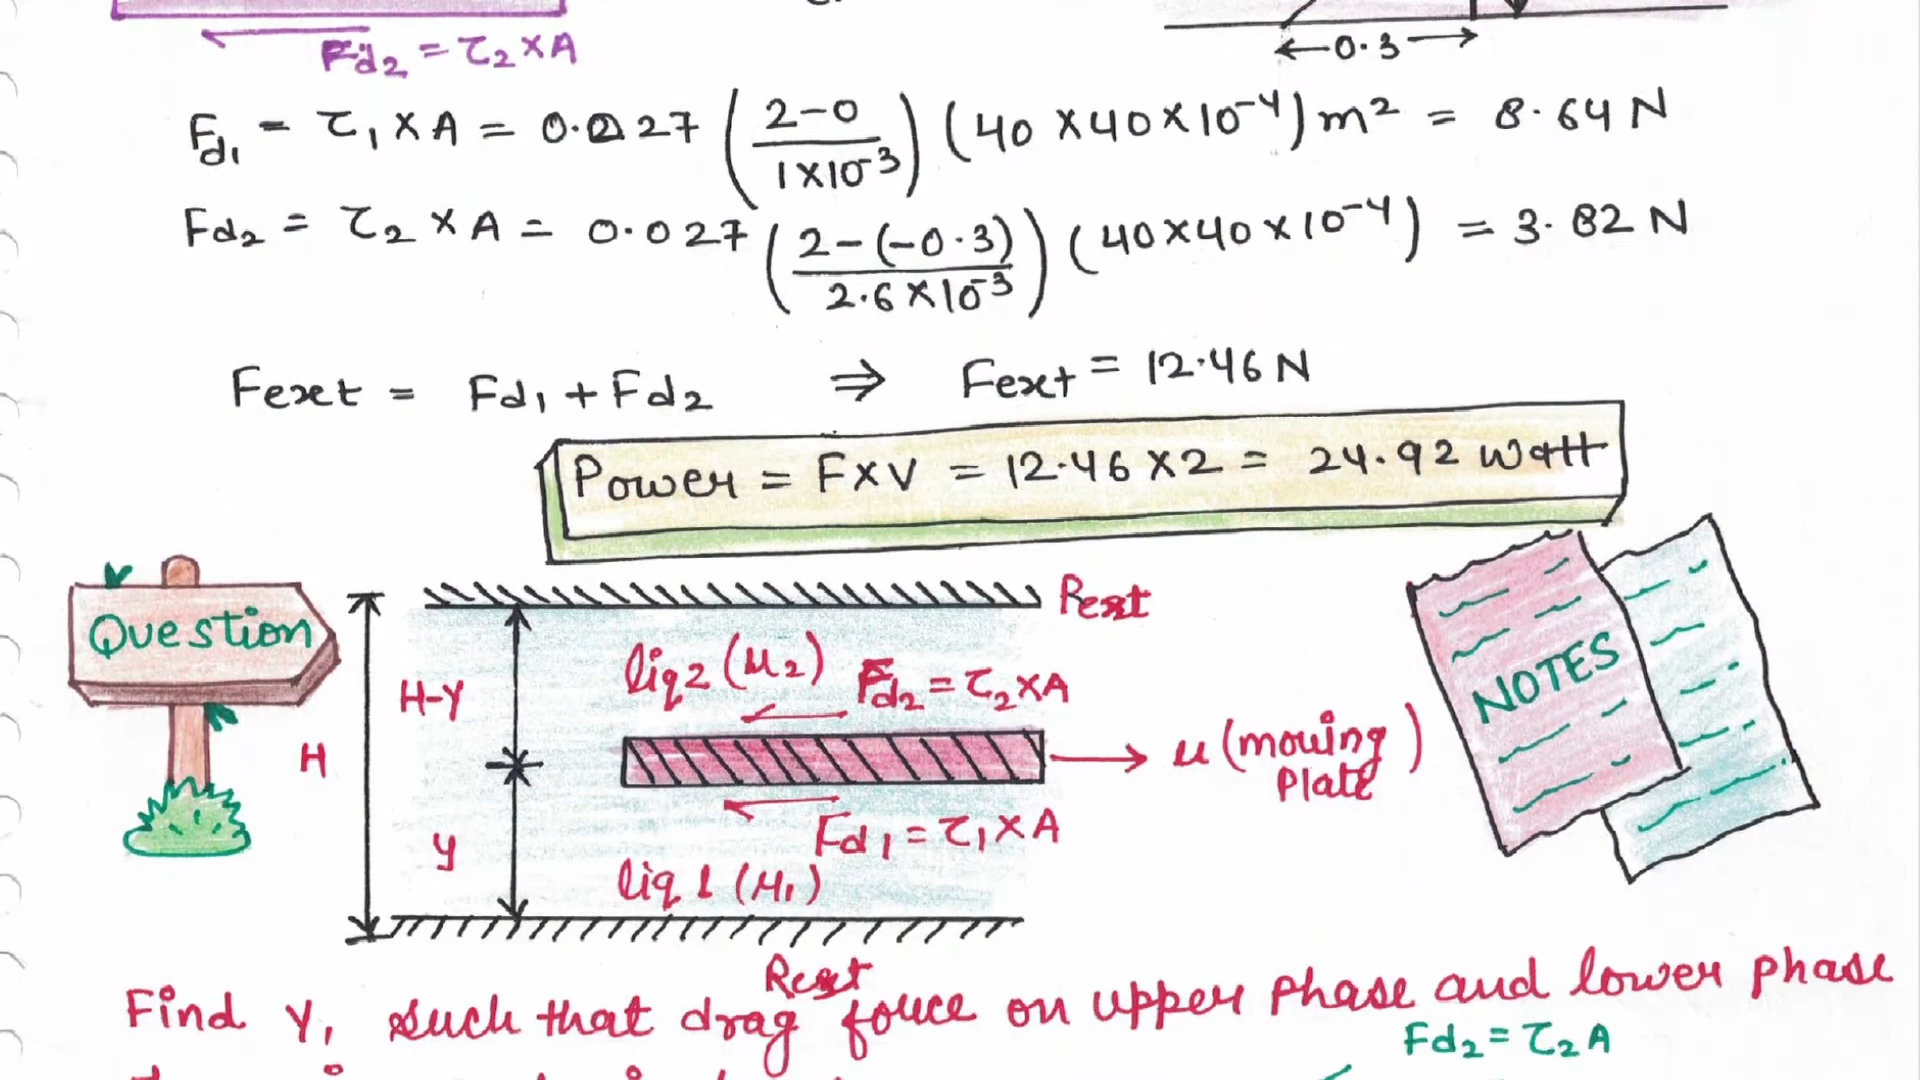 ←0.3→
Fd2 = τ2 × A
Fd1 = τ1 × A = 0.027 (2-0 / 1×10^-3) (40 × 40 × 10^-4) m² = 8.64 N
Fd2 = τ2 × A = 0.027 (2-(-0.3) / 2.6×10^-3) (40×40×10^-4) = 3.82 N
Fext = Fd1 + Fd2 ⇒ Fext = 12.46 N
Power = F×V = 12.46 × 2 = 24.92 Watt
Question
Rest
liq 2 (μ2)
Fd2 = τ2×A
H-Y
NOTES
H
u (moving plate)
Fd1 = τ1×A
y
liq 1 (μ1)
Rest
Find Y, such that drag force on upper phase and lower phase
Fd2 = τ2 A